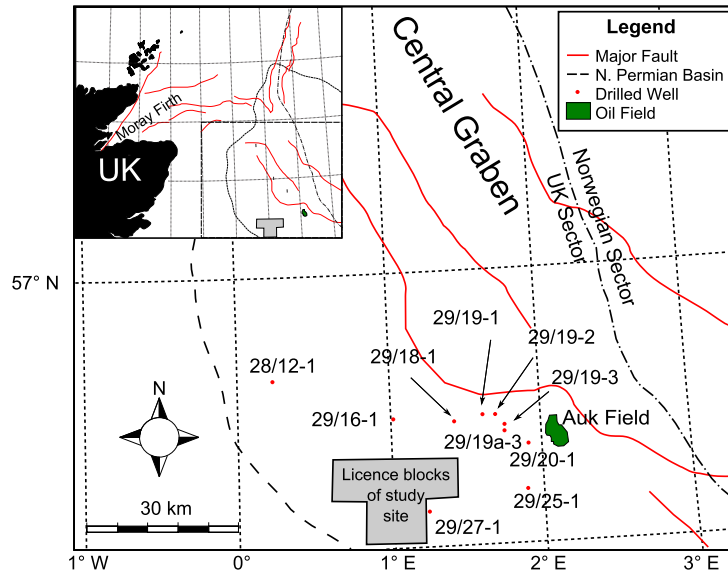 Legend
Major Fault
N. Permian Basin
Drilled Well
Oil Field
Moray Firth
UK
Central Graben
Norwegian Sector
UK Sector
57° N
29/19-1
29/19-2
29/18-1
29/19-3
28/12-1
29/16-1
Auk Field
29/19a-3
29/20-1
Licence blocks
of study
site
29/25-1
29/27-1
N
30 km
1° W
0°
1° E
2° E
3° E